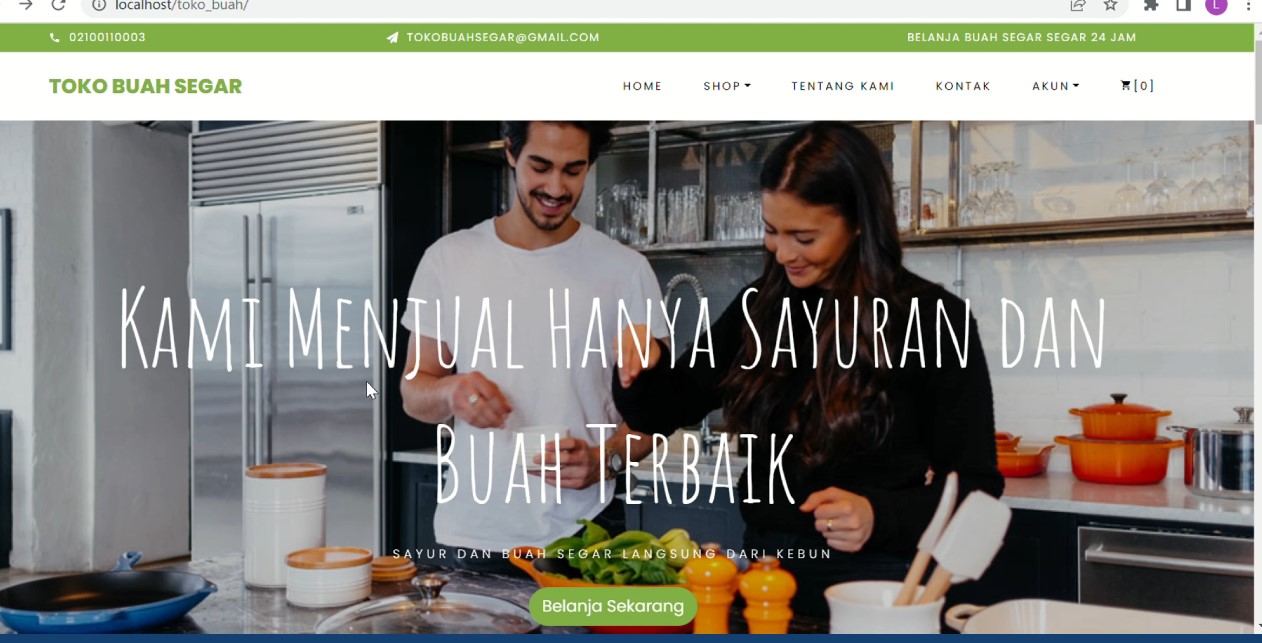 localhost/toko_buah/
L
02100110003
TOKOBUAHSEGAR@GMAIL.COM
BELANJA BUAH SEGAR SEGAR 24 JAM
TOKO BUAH SEGAR
HOME
SHOP
TENTANG KAMI
KONTAK
AKUN
[0]
KAMI MENJUAL HANYA SAYURAN DAN
BUAH TERBAIK
SAYUR DAN BUAH SEGAR LANGSUNG DARI KEBUN
Belanja Sekarang